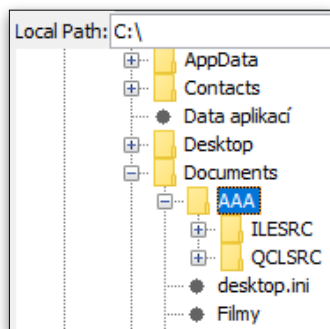 Local Path: C:\
AppData
Contacts
Data aplikací
Desktop
Documents
AAA
ILESRC
QCLSRC
desktop.ini
Filmy